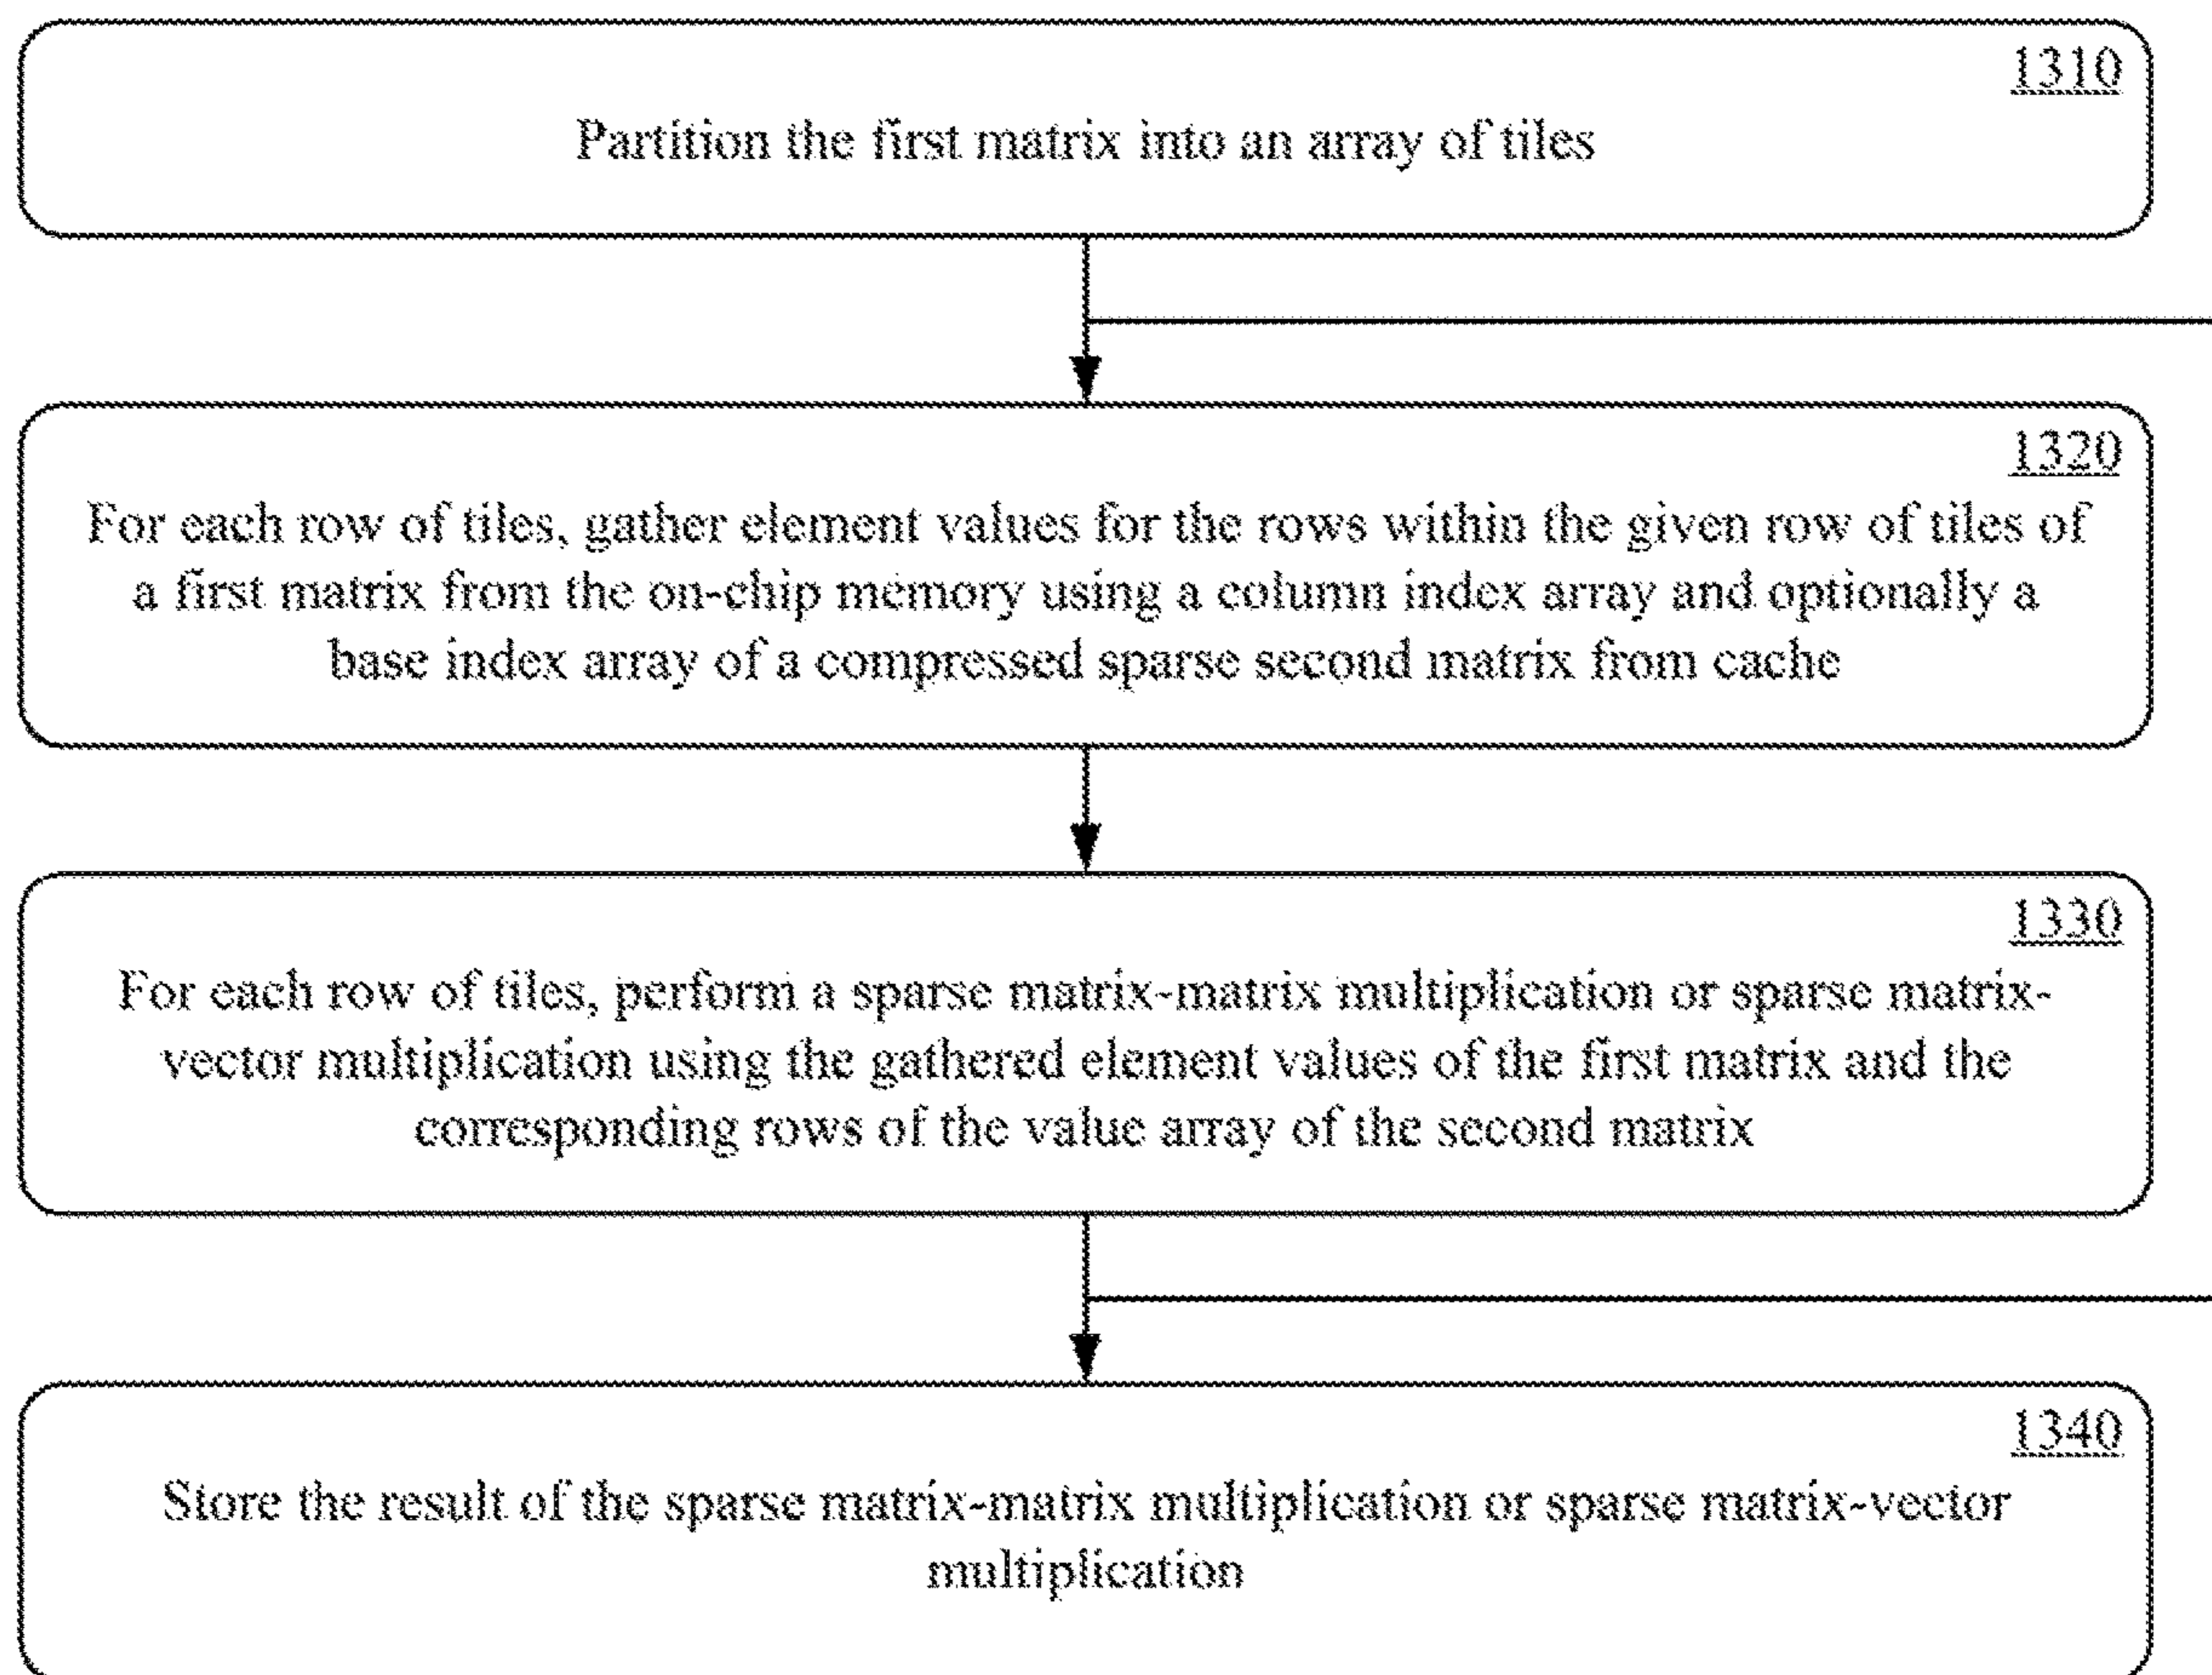 1310
Partition the first matrix into an array of tiles
1320
For each row of tiles, gather element values for the rows within the given row of tiles of
a first matrix from the on-chip memory using a column index array and optionally a
base index array of a compressed sparse second matrix from cache
1330
For each row of tiles, perform a sparse matrix-matrix multiplication or sparse matrix-
vector multiplication using the gathered element values of the first matrix and the
corresponding rows of the value array of the second matrix
1340
Store the result of the sparse matrix-matrix multiplication or sparse matrix-vector
multiplication